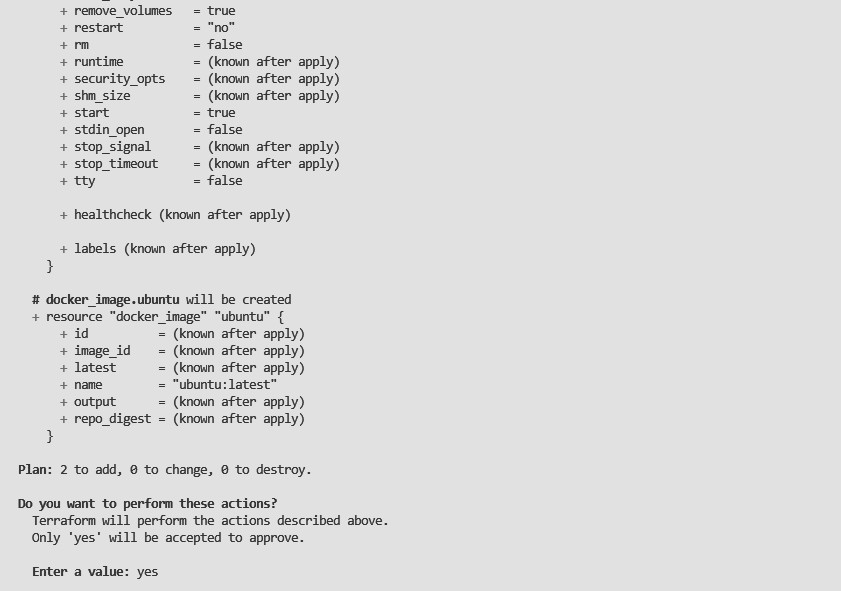 + remove_volumes = true
+ restart = "no"
+ rm = false
+ runtime = (known after apply)
+ security_opts = (known after apply)
+ shm_size = (known after apply)
+ start = true
+ stdin_open = false
+ stop_signal = (known after apply)
+ stop_timeout = (known after apply)
+ tty = false
+ healthcheck (known after apply)
+ labels (known after apply)
}
# docker_image.ubuntu will be created
+ resource "docker_image" "ubuntu" {
+ id = (known after apply)
+ image_id = (known after apply)
+ latest = (known after apply)
+ name = "ubuntu:latest"
+ output = (known after apply)
+ repo_digest = (known after apply)
}
Plan: 2 to add, 0 to change, 0 to destroy.
Do you want to perform these actions?
Terraform will perform the actions described above.
Only 'yes' will be accepted to approve.
Enter a value: yes